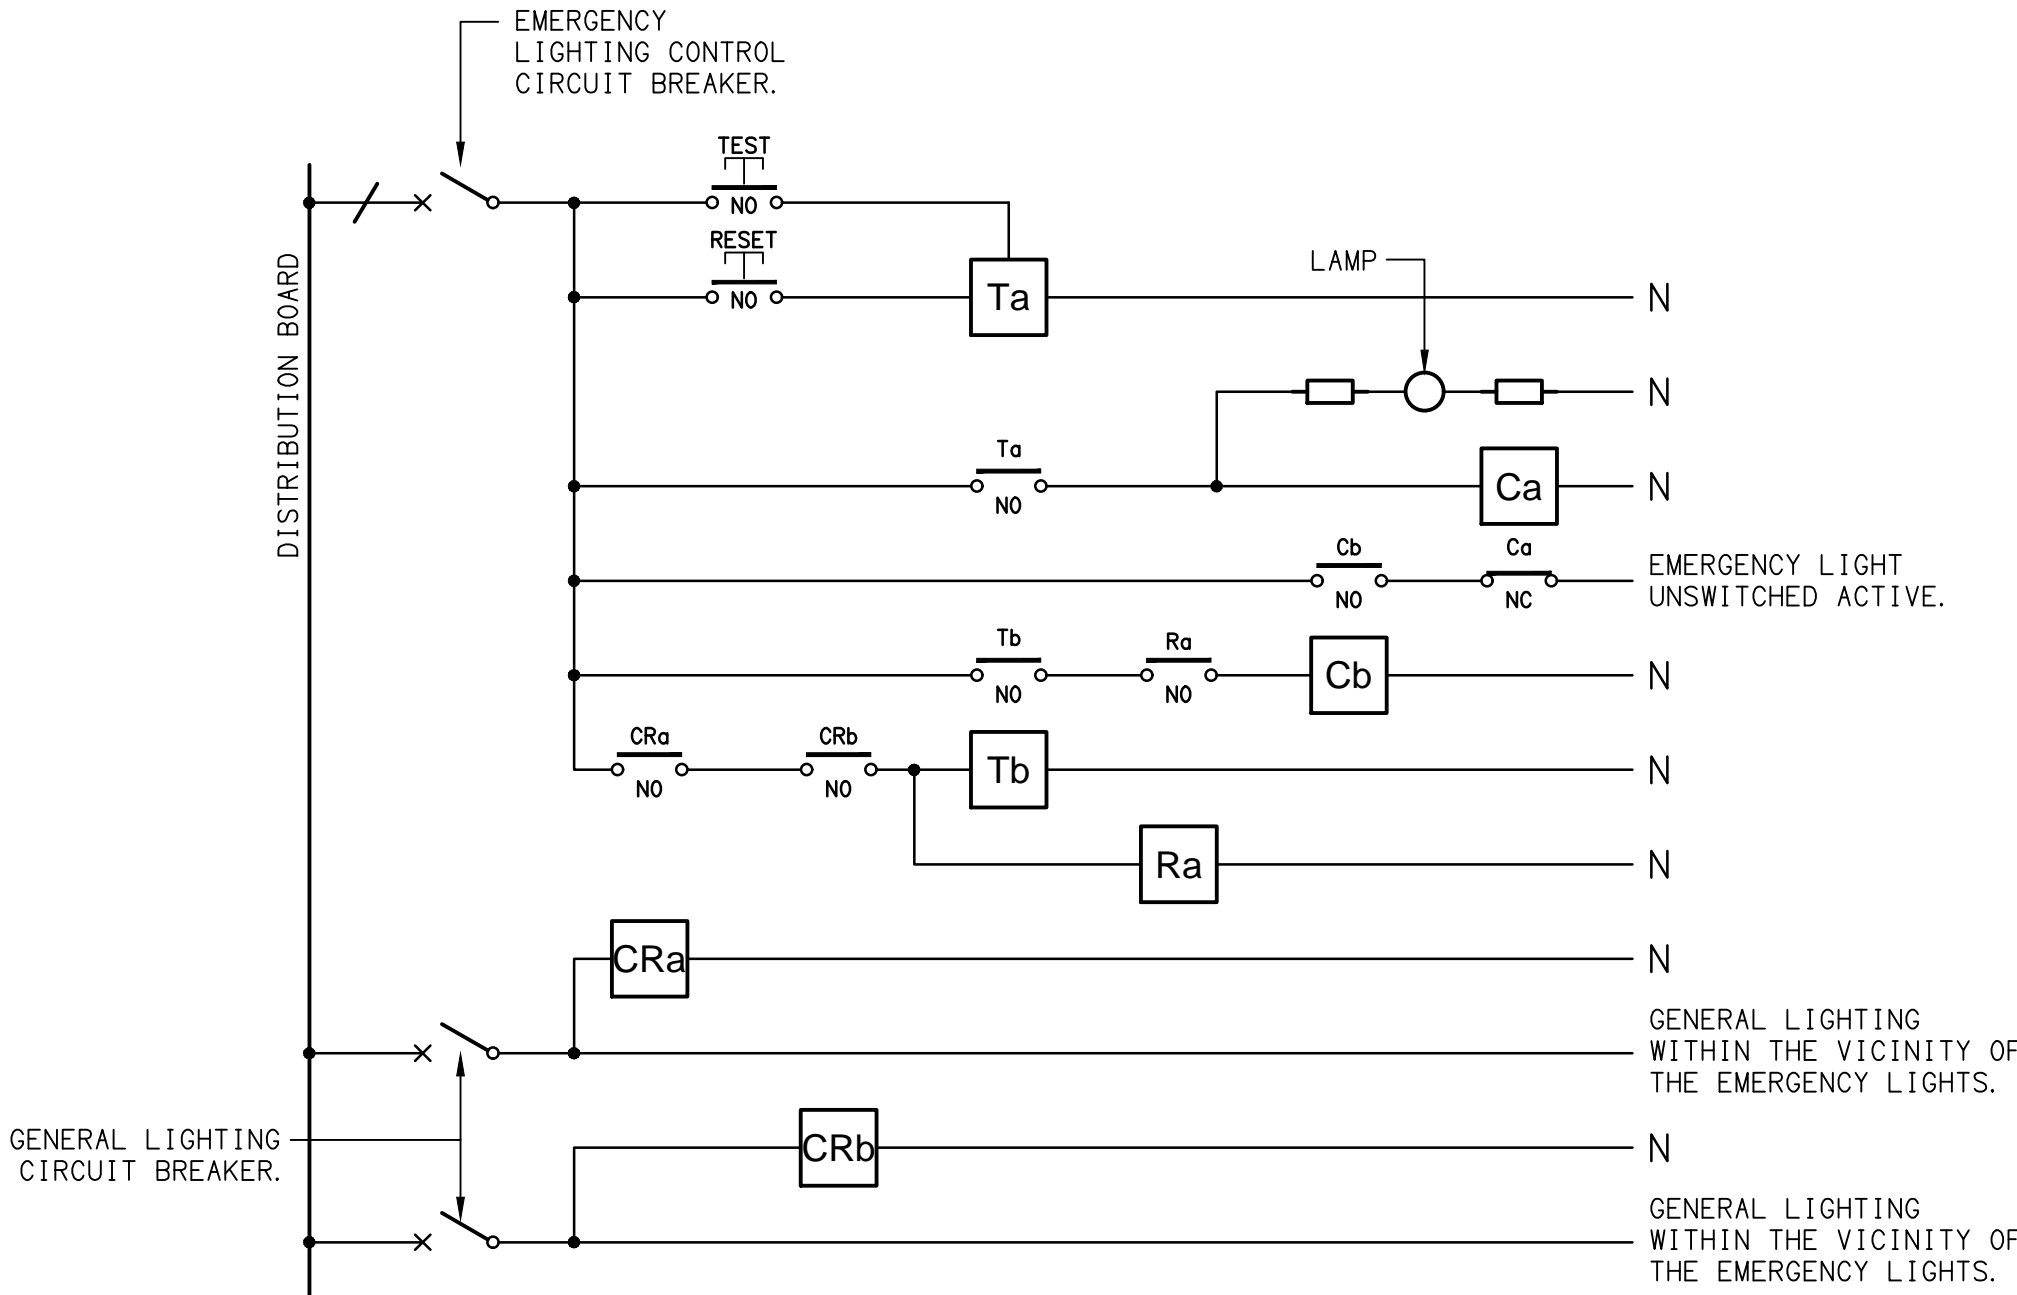 EMERGENCY
LIGHTING CONTROL
CIRCUIT BREAKER.
TEST
NO
RESET
NO
DISTRIBUTION BOARD
Ta
N
LAMP
N
Ta
NO
Ca
N
Cb
NO
Ca
NC
EMERGENCY LIGHT
UNSWITCHED ACTIVE.
Tb
NO
Ra
NO
Cb
N
CRa
NO
CRb
NO
Tb
N
Ra
N
CRa
N
GENERAL LIGHTING
WITHIN THE VICINITY OF
THE EMERGENCY LIGHTS.
GENERAL LIGHTING
CIRCUIT BREAKER.
CRb
N
GENERAL LIGHTING
WITHIN THE VICINITY OF
THE EMERGENCY LIGHTS.